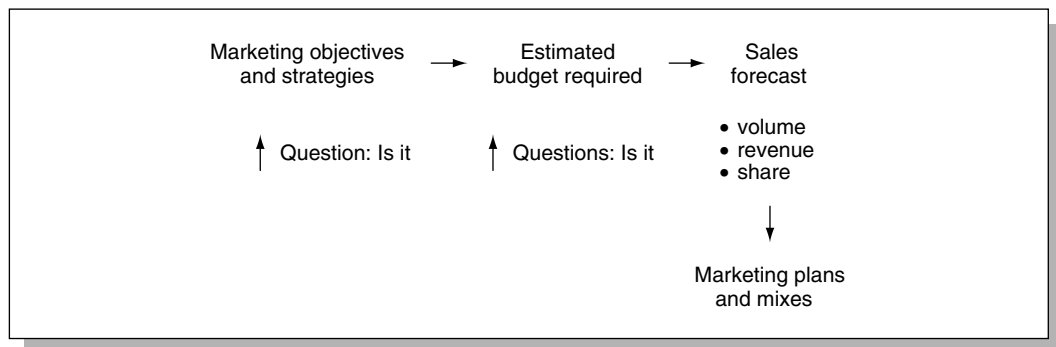 Marketing objectives
and strategies
Estimated
budget required
Sales
forecast
Question: Is it
Questions: Is it
• volume
• revenue
• share
Marketing plans
and mixes